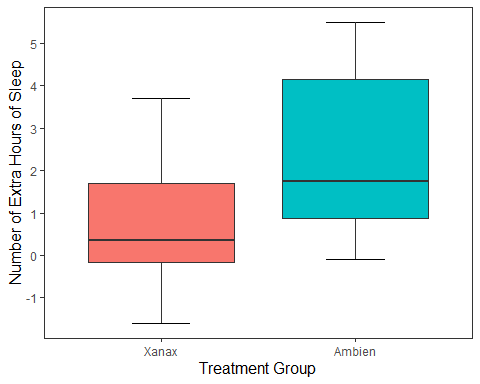 Number of Extra Hours of Sleep
5
4
3
2
1
0
-1
Xanax
Ambien
Treatment Group